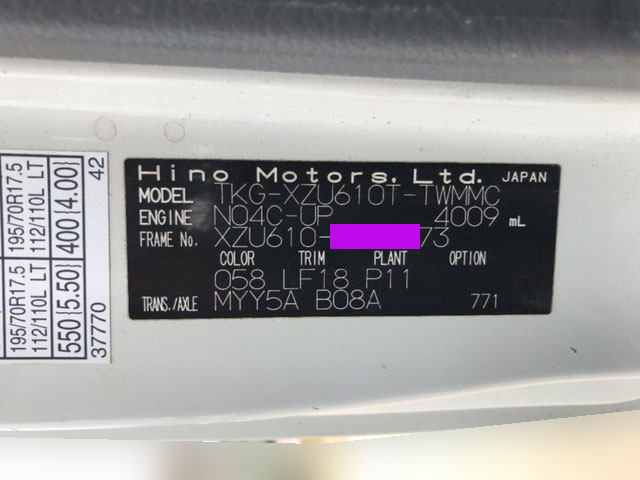 195/70R17.5
112/110L LT
400 (4.00)
42
195/70R17.5
112/110L LT
550 (5.50)
37770
Hino Motors, Ltd. JAPAN
MODEL TKG-XZU610T-TWMMC
ENGINE N04C-UP 4009 mL
FRAME No. XZU610- 73
COLOR TRIM PLANT OPTION
058 LF18 P11
TRANS./AXLE MYY5A B08A 771